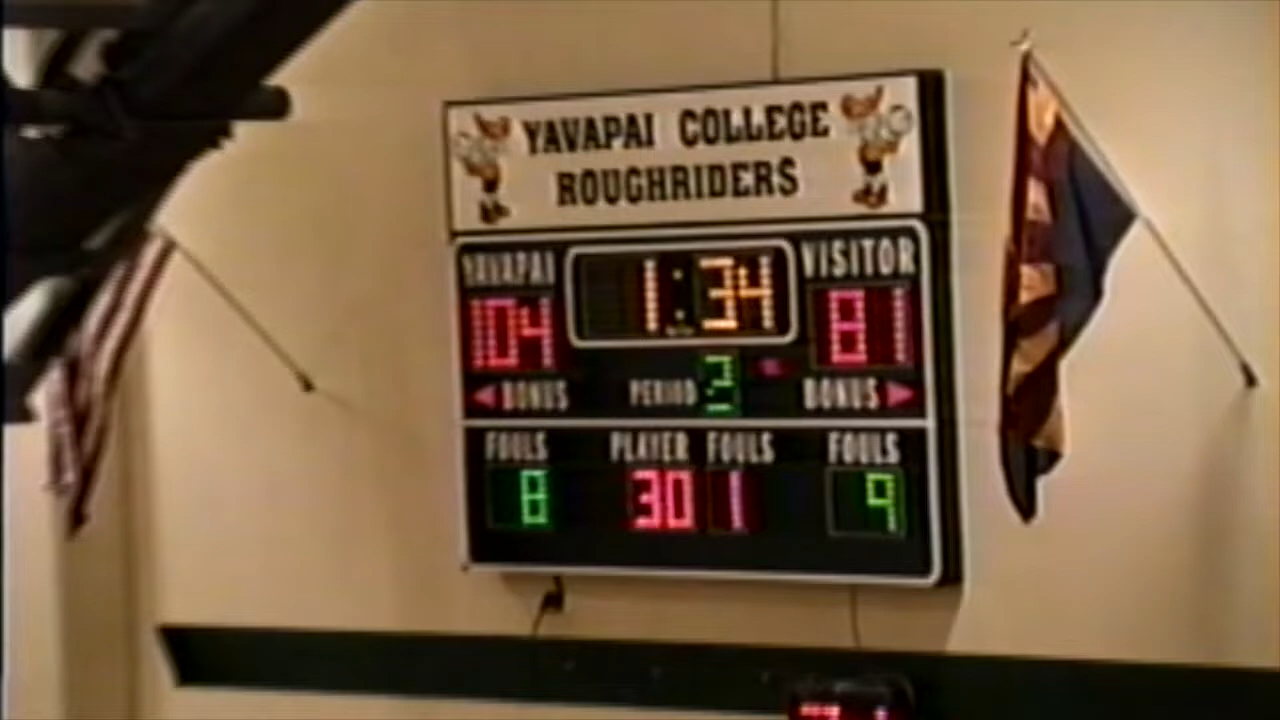 YAVAPAI COLLEGE
ROUGHRIDERS
YAVAPAI 1:34 VISITOR
104 81
BONUS PERIOD 2 BONUS
FOULS PLAYER FOULS FOULS
8 30 1 9